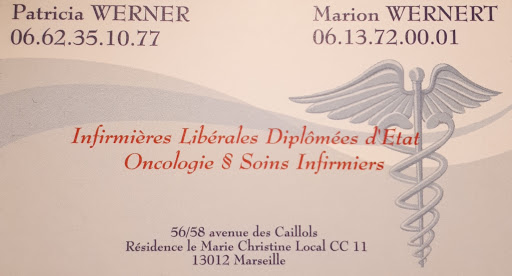 Patricia WERNER
06.62.35.10.77
Marion WERNERT
06.13.72.00.01
Infirmières Libérales Diplômées d'Etat
Oncologie § Soins Infirmiers
56/58 avenue des Caillols
Résidence le Marie Christine Local CC 11
13012 Marseille